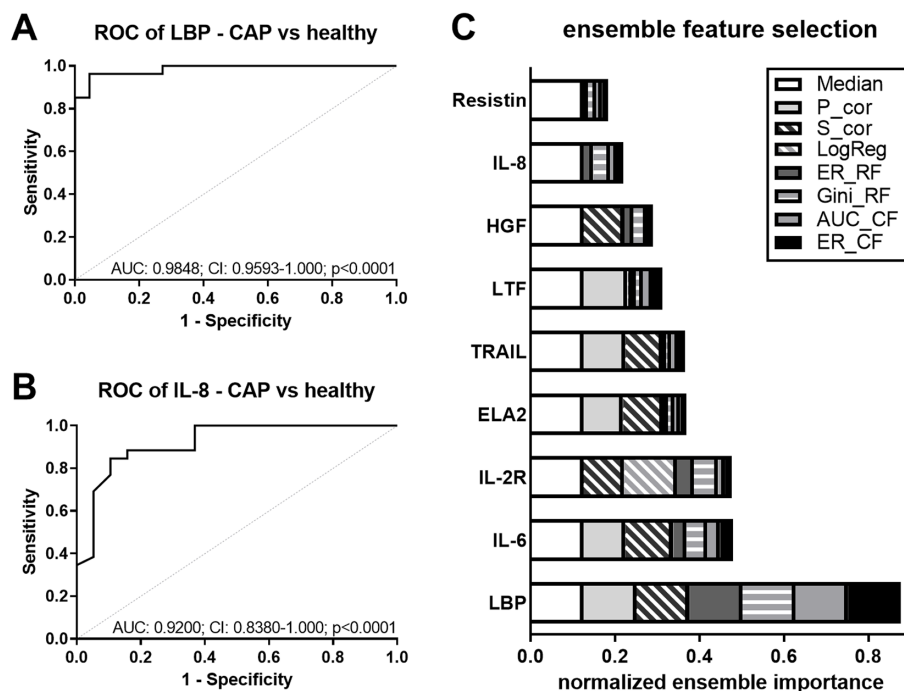 A
ROC of LBP - CAP vs healthy
Sensitivity
1.0
0.8
0.6
0.4
0.2
0.0
AUC: 0.9848; CI: 0.9593-1.000; p<0.0001
0.0 0.2 0.4 0.6 0.8 1.0
1 - Specificity
B
ROC of IL-8 - CAP vs healthy
Sensitivity
1.0
0.8
0.6
0.4
0.2
0.0
AUC: 0.9200; CI: 0.8380-1.000; p<0.0001
0.0 0.2 0.4 0.6 0.8 1.0
1 - Specificity
C
ensemble feature selection
Median
P_cor
S_cor
LogReg
ER_RF
Gini_RF
AUC_CF
ER_CF
Resistin
IL-8
HGF
LTF
TRAIL
ELA2
IL-2R
IL-6
LBP
0.0 0.2 0.4 0.6 0.8
normalized ensemble importance